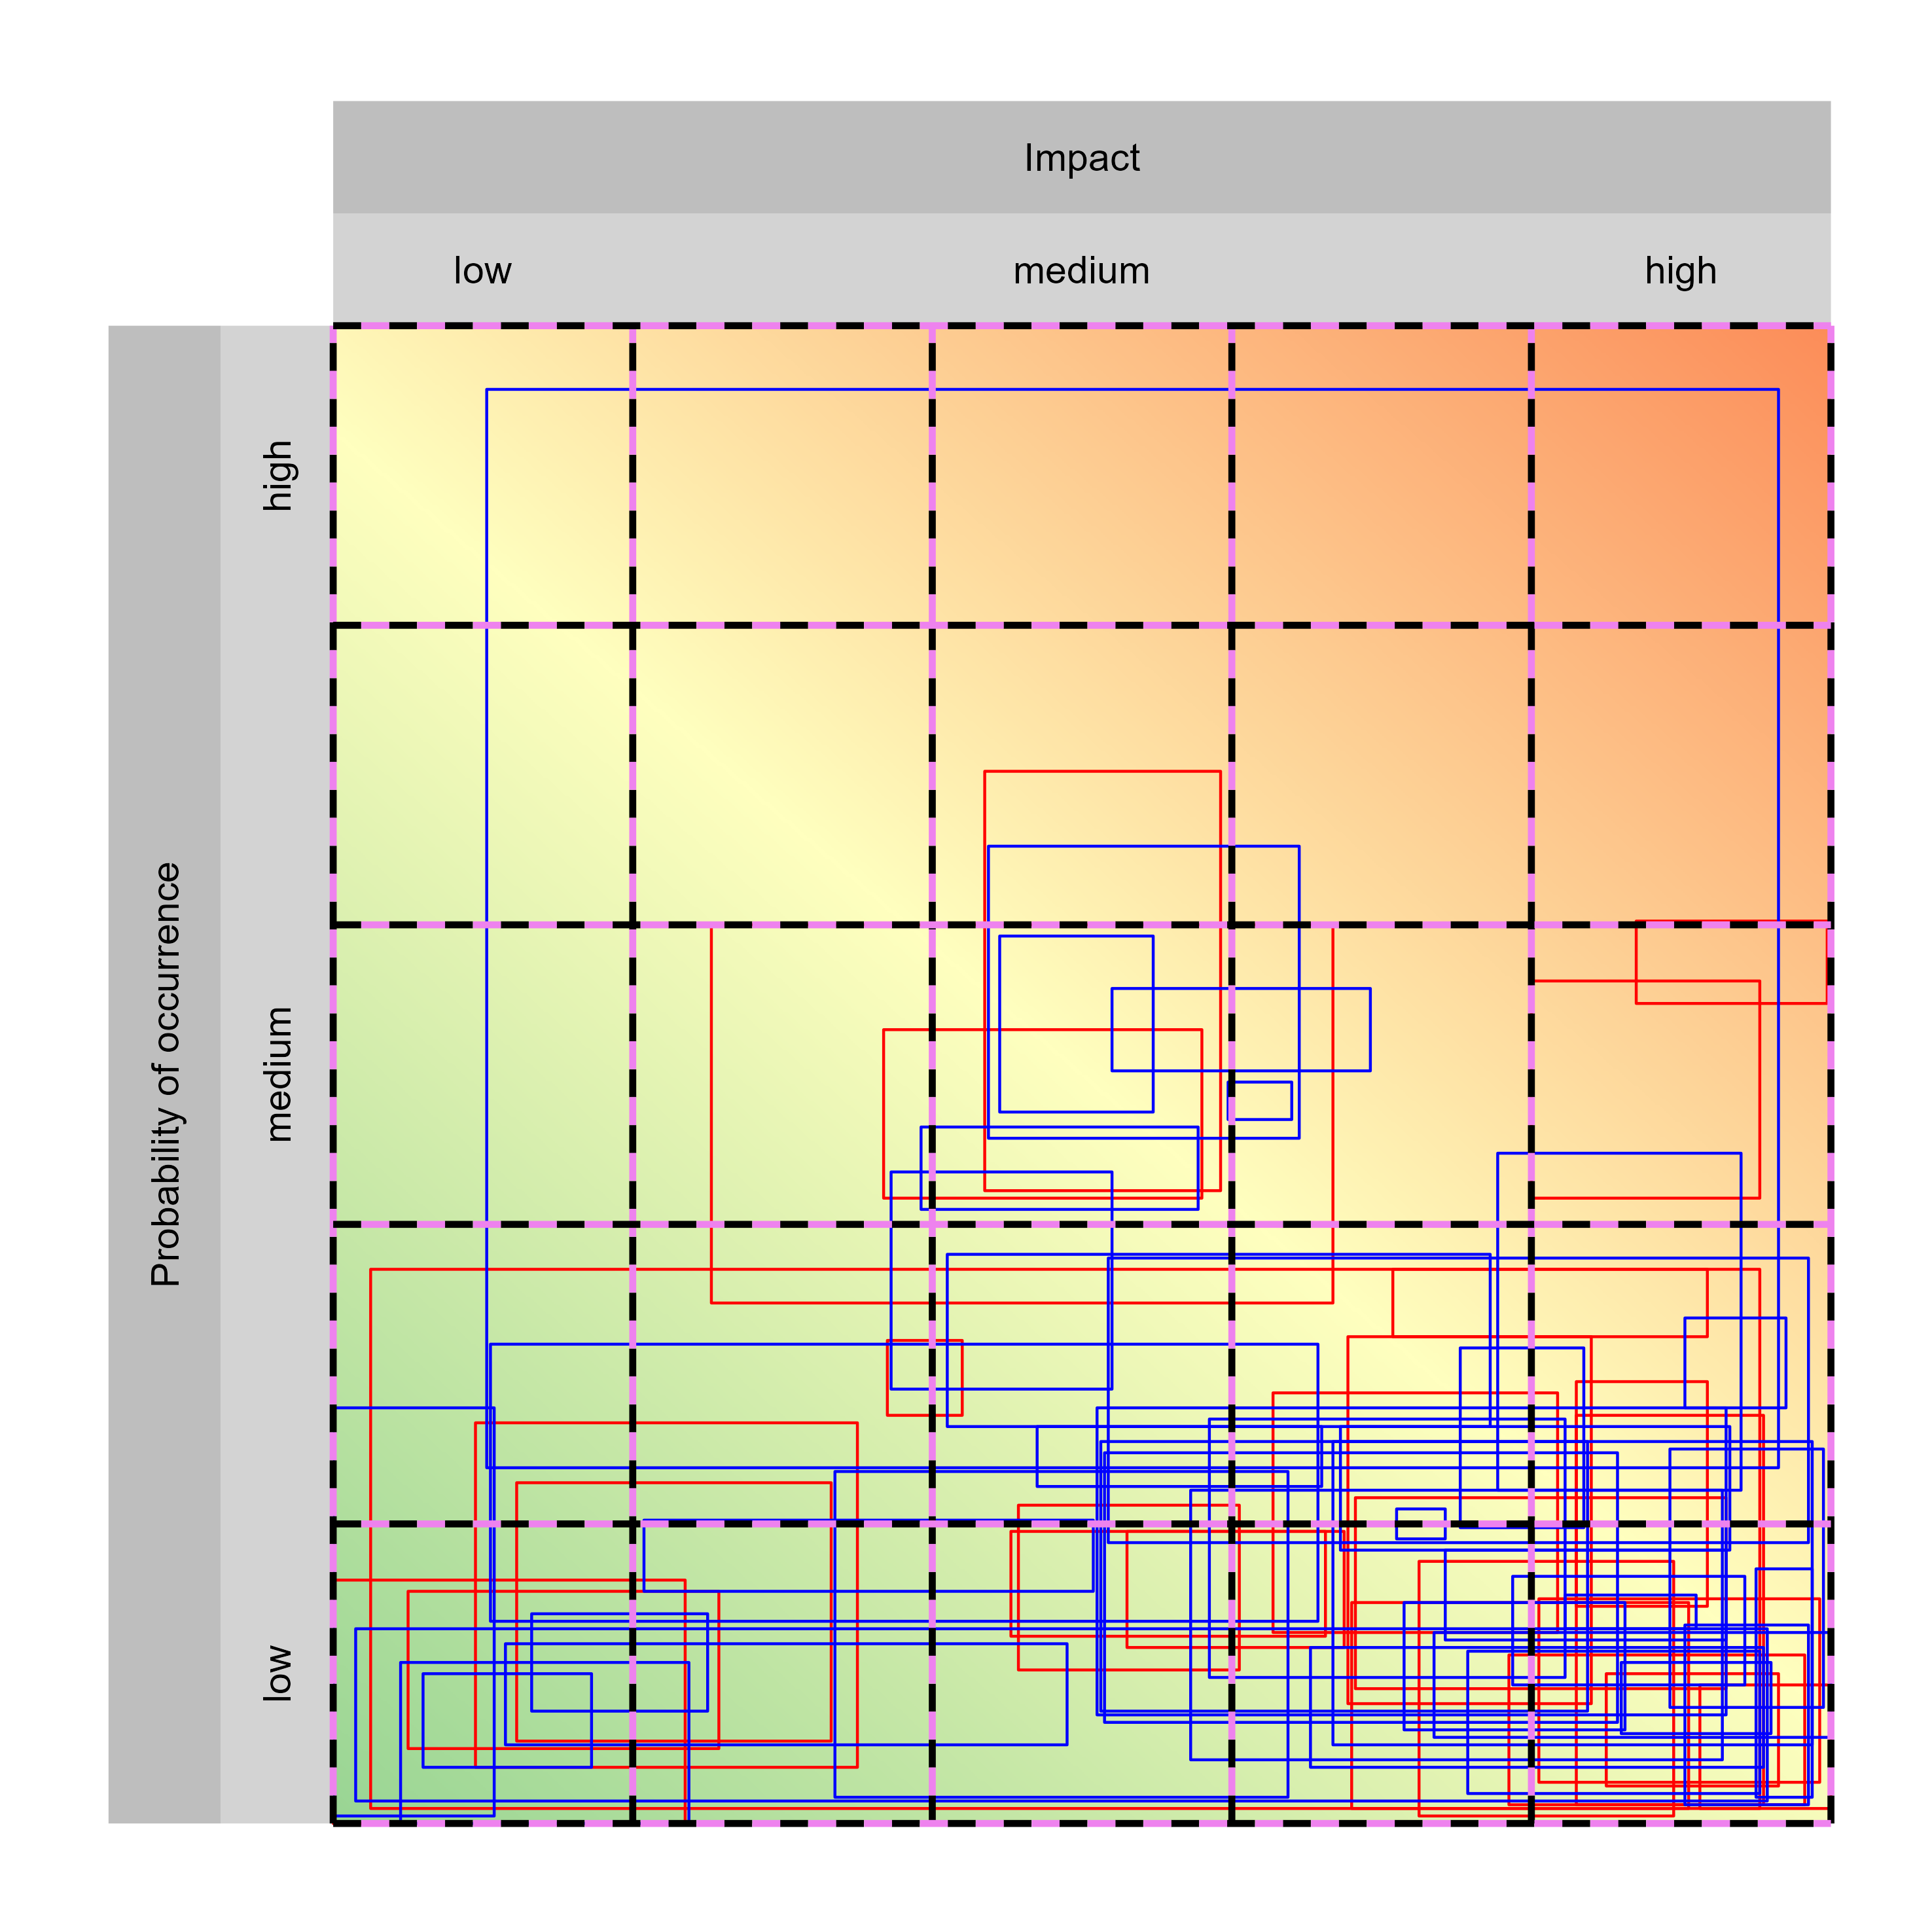 Impact
low
medium
high
Probability of occurrence
high
medium
low